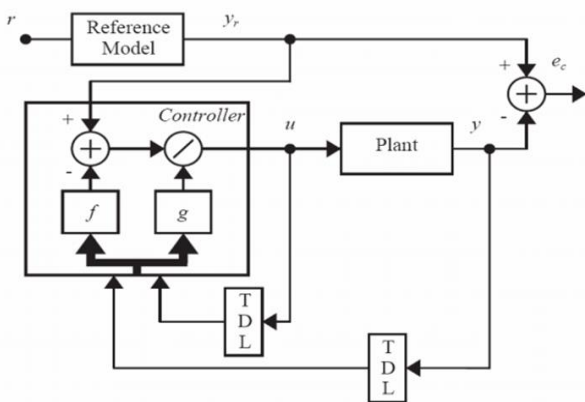 r
Reference
Model
y_r
+
-
e_c
Controller
+
-
u
Plant
y
f
g
T
D
L
T
D
L